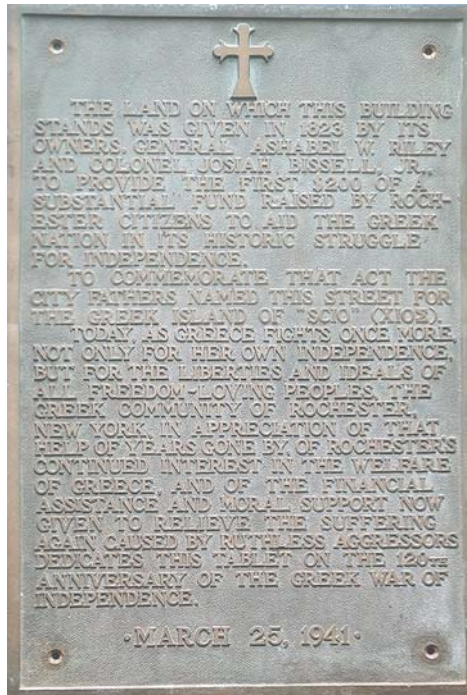 THE LAND ON WHICH THIS BUILDING
STANDS WAS GIVEN IN 1823 BY ITS
OWNERS, GENERAL ASHABEL W. RILEY
AND COLONEL JOSIAH BISSELL, JR.,
TO PROVIDE THE FIRST $200 OF A
SUBSTANTIAL FUND RAISED BY ROCH-
ESTER CITIZENS TO AID THE GREEK
NATION IN ITS HISTORIC STRUGGLE
FOR INDEPENDENCE.
TO COMMEMORATE THAT ACT THE
CITY FATHERS NAMED THIS STREET FOR
THE GREEK ISLAND OF "SCIO" (ΧΙΟΣ).
TODAY, AS GREECE FIGHTS ONCE MORE
NOT ONLY FOR HER OWN INDEPENDENCE,
BUT FOR THE LIBERTIES AND IDEALS OF
ALL FREEDOM-LOVING PEOPLES, THE
GREEK COMMUNITY OF ROCHESTER,
NEW YORK, IN APPRECIATION OF THAT
HELP OF YEARS GONE BY, OF ROCHESTER'S
CONTINUED INTEREST IN THE WELFARE
OF GREECE, AND OF THE FINANCIAL
ASSISTANCE AND MORAL SUPPORT NOW
GIVEN TO RELIEVE THE SUFFERING
AGAIN CAUSED BY RUTHLESS AGGRESSORS
DEDICATES THIS TABLET ON THE 120TH
ANNIVERSARY OF THE GREEK WAR OF
INDEPENDENCE.
·MARCH 25, 1941·